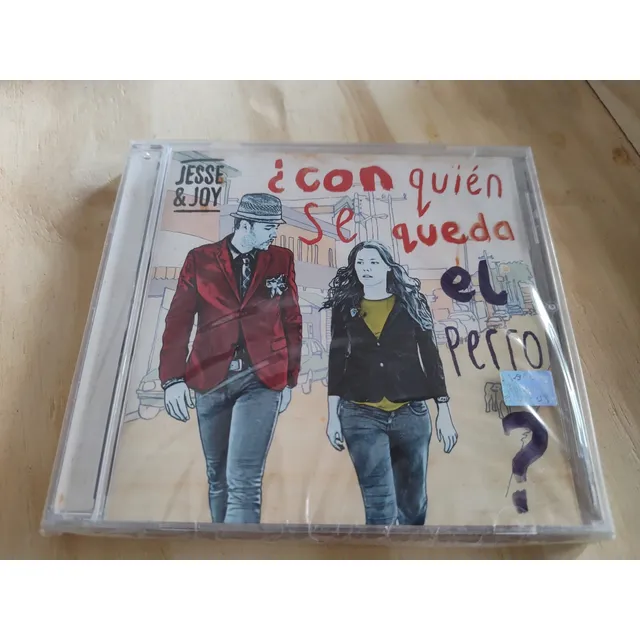 JESSE
& JOY
¿con quién
se queda
el
perro
?